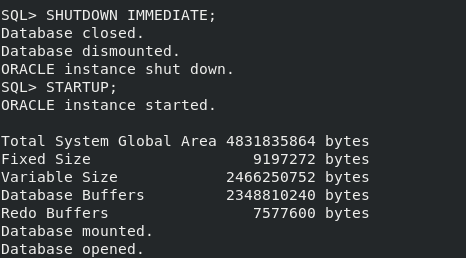 SQL> SHUTDOWN IMMEDIATE;
Database closed.
Database dismounted.
ORACLE instance shut down.
SQL> STARTUP;
ORACLE instance started.

Total System Global Area 4831835864 bytes
Fixed Size                  9197272 bytes
Variable Size            2466250752 bytes
Database Buffers         2348810240 bytes
Redo Buffers                7577600 bytes
Database mounted.
Database opened.